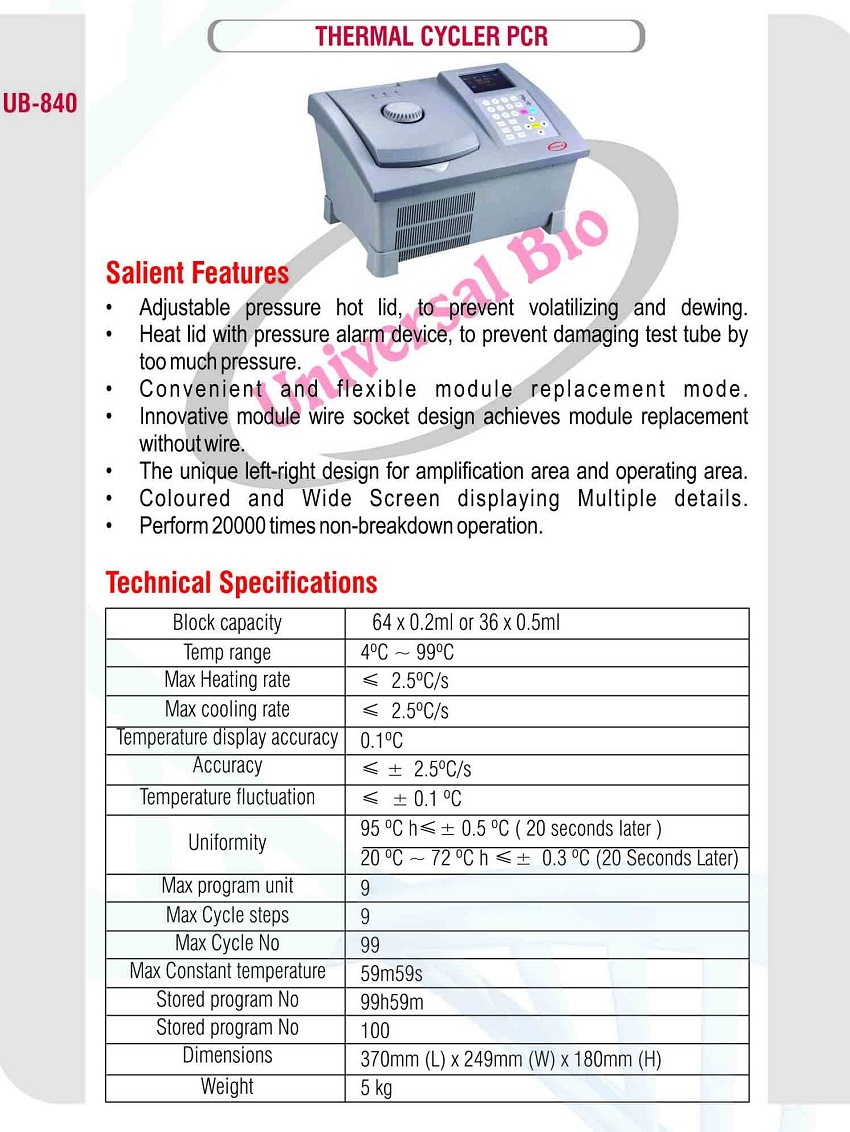 THERMAL CYCLER PCR
UB-840
Universal Bio
Salient Features
• Adjustable pressure hot lid, to prevent volatilizing and dewing.
• Heat lid with pressure alarm device, to prevent damaging test tube by
too much pressure.
• Convenient and flexible module replacement mode.
• Innovative module wire socket design achieves module replacement
without wire.
• The unique left-right design for amplification area and operating area.
• Coloured and Wide Screen displaying Multiple details.
• Perform 20000 times non-breakdown operation.
Technical Specifications
Block capacity 64 x 0.2ml or 36 x 0.5ml
Temp range 4ºC ~ 99ºC
Max Heating rate ⩽ 2.5ºC/s
Max cooling rate ⩽ 2.5ºC/s
Temperature display accuracy 0.1ºC
Accuracy ⩽ ± 2.5ºC/s
Temperature fluctuation ⩽ ± 0.1 ºC
Uniformity 95 ºC h⩽ ± 0.5 ºC ( 20 seconds later )
20 ºC ~ 72 ºC h ⩽ ± 0.3 ºC (20 Seconds Later)
Max program unit 9
Max Cycle steps 9
Max Cycle No 99
Max Constant temperature 59m59s
Stored program No 99h59m
Stored program No 100
Dimensions 370mm (L) x 249mm (W) x 180mm (H)
Weight 5 kg